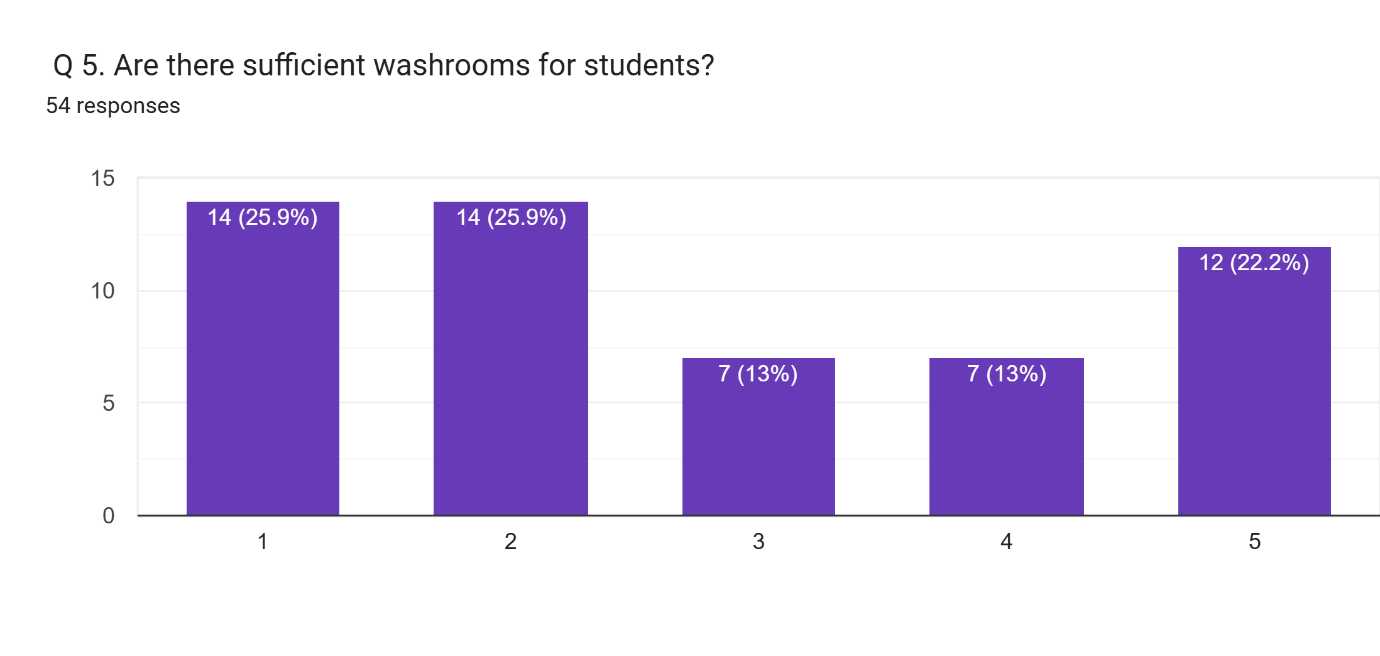 Q 5. Are there sufficient washrooms for students?
54 responses
15
14 (25.9%) 14 (25.9%)
12 (22.2%)
10
7 (13%) 7 (13%)
5
0
1 2 3 4 5